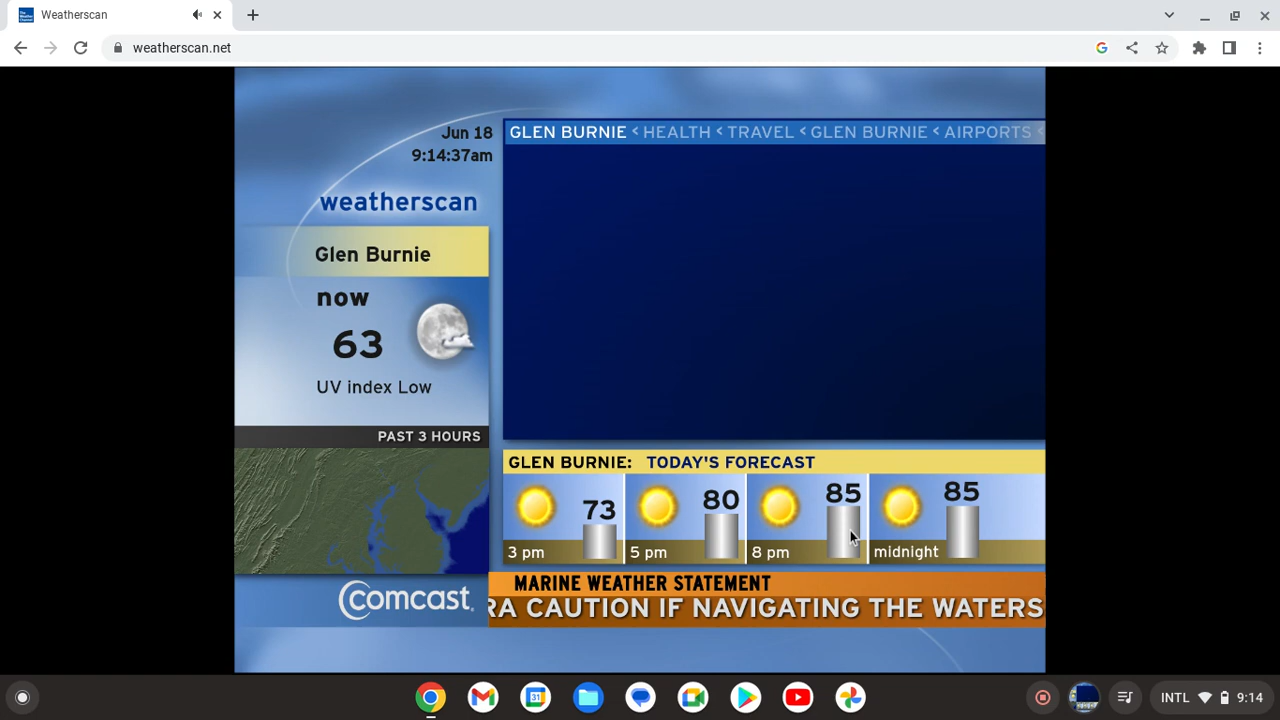 Weatherscan
weatherscan.net
Jun 18
9:14:37am
weatherscan
Glen Burnie
now
63
UV index Low
PAST 3 HOURS
GLEN BURNIE < HEALTH < TRAVEL < GLEN BURNIE < AIRPORTS <
GLEN BURNIE: TODAY'S FORECAST
73 80 85 85
3 pm 5 pm 8 pm midnight
comcast.
MARINE WEATHER STATEMENT
RA CAUTION IF NAVIGATING THE WATERS
31
INTL 9:14